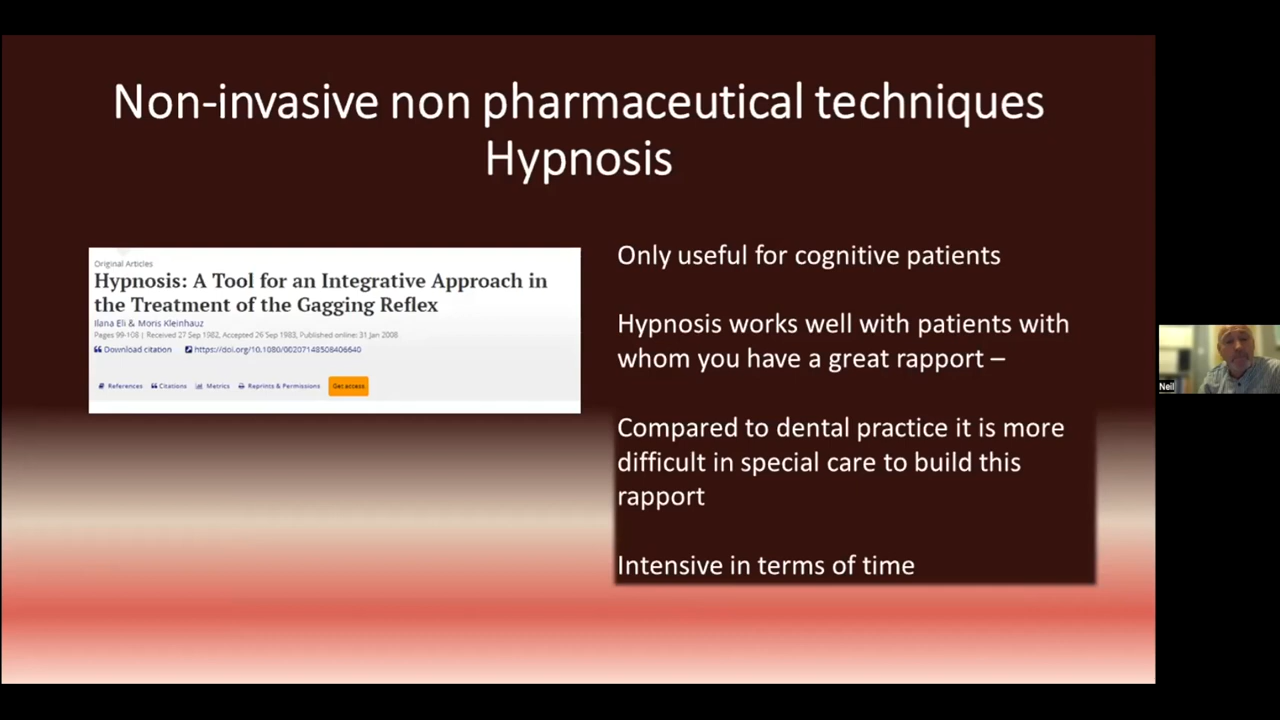 Non-invasive non pharmaceutical techniques
Hypnosis
Original Articles
Hypnosis: A Tool for an Integrative Approach in
the Treatment of the Gagging Reflex
Ilana Eli & Moris Kleinhauz
Pages 99-108 | Received 27 Sep 1982, Accepted 26 Sep 1983, Published online: 31 Jan 2008
Download citation https://doi.org/10.1080/00207148508406640
References Citations Metrics Reprints & Permissions Get access
Only useful for cognitive patients
Hypnosis works well with patients with
whom you have a great rapport –
Compared to dental practice it is more
difficult in special care to build this
rapport
Intensive in terms of time
Neil